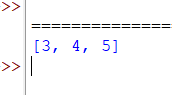 >>
==============
[3, 4, 5]
>>